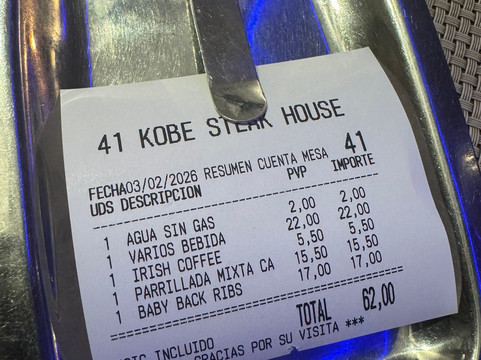 41 KOBE STEAK HOUSE
FECHA03/02/2026 RESUMEN CUENTA MESA 41
UDS DESCRIPCION PVP IMPORTE
1 AGUA SIN GAS 2,00 2,00
1 VARIOS BEBIDA 22,00 22,00
1 IRISH COFFEE 5,50 5,50
1 PARRILLADA MIXTA CA 15,50 15,50
1 BABY BACK RIBS 17,00 17,00
TOTAL 62,00
INCLUIDO
GRACIAS POR SU VISITA ***